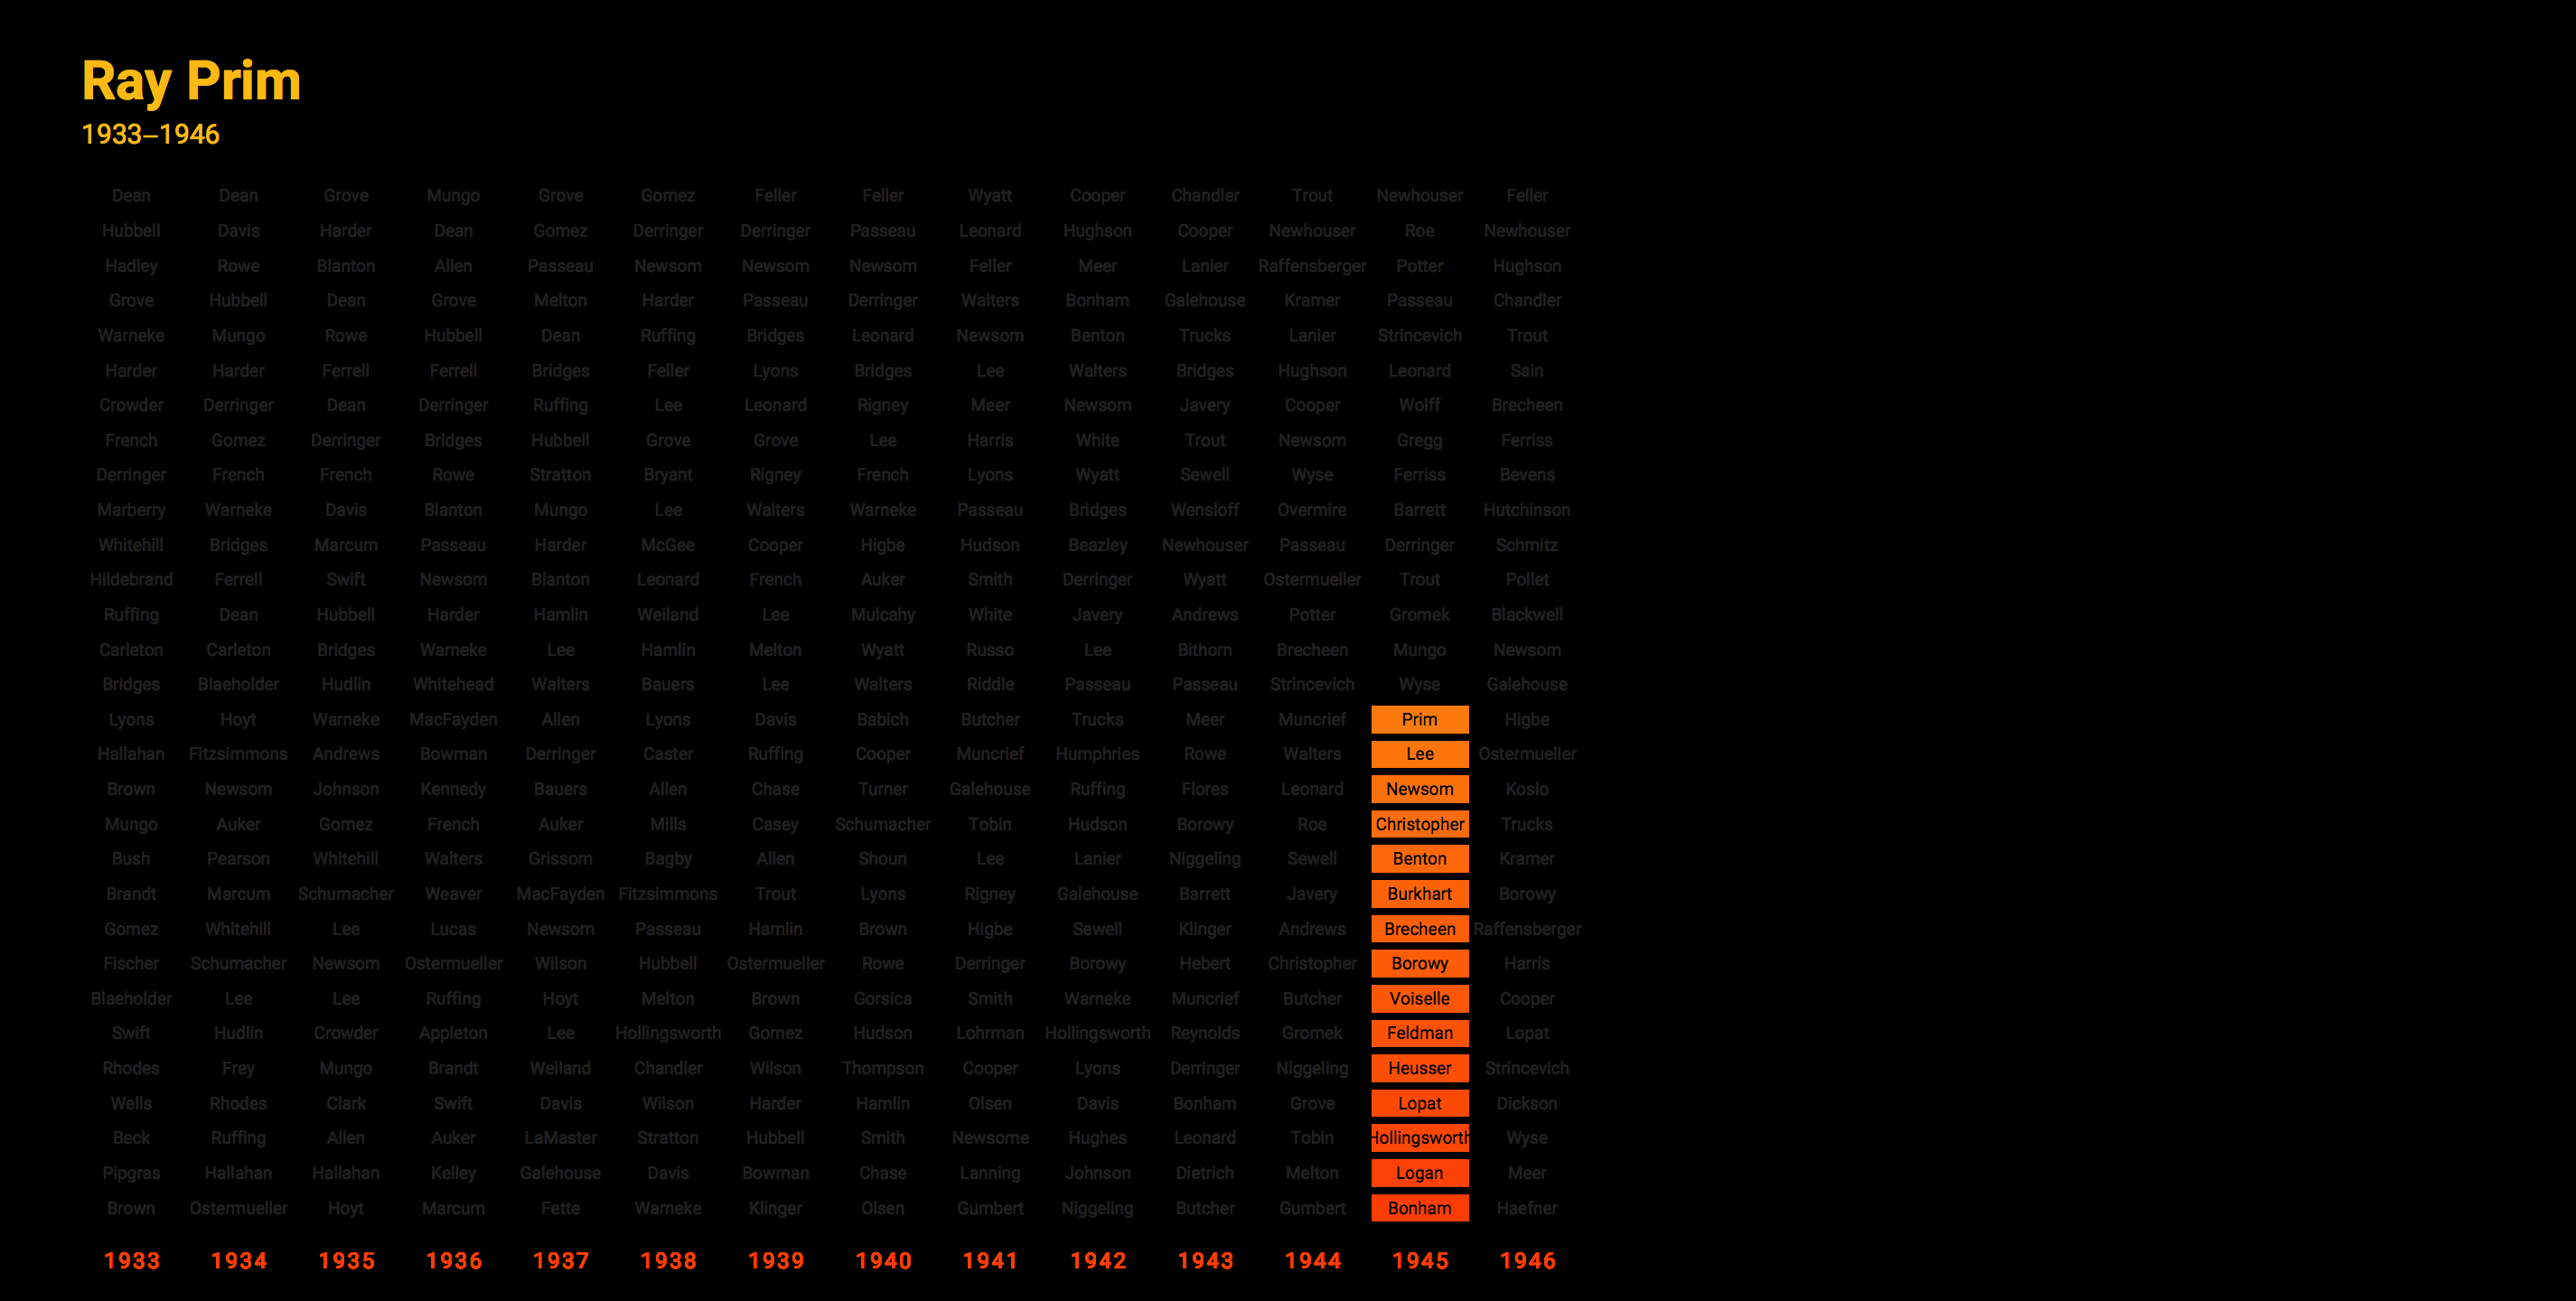 Ray Prim
1933–1946
Dean Dean Grove Mungo Grove Gomez Feller Feller Wyatt Cooper Chandler Trout Newhouser Feller
Hubbell Davis Harder Dean Gomez Derringer Derringer Passeau Leonard Hughson Cooper Newhouser Roe Newhouser
Hadley Rowe Blanton Allen Passeau Newsom Newsom Newsom Feller Meer Lanier Raffensberger Potter Hughson
Grove Hubbell Dean Grove Melton Harder Passeau Derringer Walters Bonham Galehouse Kramer Passeau Chandler
Warneke Mungo Rowe Hubbell Dean Ruffing Bridges Leonard Newsom Benton Trucks Lanier Strincevich Trout
Harder Harder Ferrell Ferrell Bridges Feller Lyons Bridges Lee Walters Bridges Hughson Leonard Sain
Crowder Derringer Dean Derringer Ruffing Lee Leonard Rigney Meer Newsom Javery Cooper Wolff Brecheen
French Gomez Derringer Bridges Hubbell Grove Grove Lee Harris White Trout Newsom Gregg Ferriss
Derringer French French Rowe Stratton Bryant Rigney French Lyons Wyatt Sewell Wyse Ferriss Bevens
Marberry Warneke Davis Blanton Mungo Lee Walters Warneke Passeau Bridges Wensloff Overmire Barrett Hutchinson
Whitehill Bridges Marcum Passeau Harder McGee Cooper Higbe Hudson Beazley Newhouser Passeau Derringer Schmitz
Hildebrand Ferrell Swift Newsom Blanton Leonard French Auker Smith Derringer Wyatt Ostermueller Trout Pollet
Ruffing Dean Hubbell Harder Hamlin Weiland Lee Mulcahy White Javery Andrews Potter Gromek Blackwell
Carleton Carleton Bridges Warneke Lee Hamlin Melton Wyatt Russo Lee Bithorn Brecheen Mungo Newsom
Bridges Blaeholder Hudlin Whitehead Walters Bauers Lee Walters Riddle Passeau Passeau Strincevich Wyse Galehouse
Lyons Hoyt Warneke MacFayden Allen Lyons Davis Babich Butcher Trucks Meer Muncrief Prim Higbe
Hallahan Fitzsimmons Andrews Bowman Derringer Caster Ruffing Cooper Muncrief Humphries Rowe Walters Lee Ostermueller
Brown Newsom Johnson Kennedy Bauers Allen Chase Turner Galehouse Ruffing Flores Leonard Newsom Koslo
Mungo Auker Gomez French Auker Mills Casey Schumacher Tobin Hudson Borowy Roe Christopher Trucks
Bush Pearson Whitehill Walters Grissom Bagby Allen Shoun Lee Lanier Niggeling Sewell Benton Kramer
Brandt Marcum Schumacher Weaver MacFayden Fitzsimmons Trout Lyons Rigney Galehouse Barrett Javery Burkhart Borowy
Gomez Whitehill Lee Lucas Newsom Passeau Hamlin Brown Higbe Sewell Klinger Andrews Brecheen Raffensberger
Fischer Schumacher Newsom Ostermueller Wilson Hubbell Ostermueller Rowe Derringer Borowy Hebert Christopher Borowy Harris
Blaeholder Lee Lee Ruffing Hoyt Melton Brown Gorsica Smith Warneke Muncrief Butcher Voiselle Cooper
Swift Hudlin Crowder Appleton Lee Hollingsworth Gomez Hudson Lohrman Hollingsworth Reynolds Gromek Feldman Lopat
Rhodes Frey Mungo Brandt Weiland Chandler Wilson Thompson Cooper Lyons Derringer Niggeling Heusser Strincevich
Wells Rhodes Clark Swift Davis Wilson Harder Hamlin Olsen Davis Bonham Grove Lopat Dickson
Beck Ruffing Allen Auker LaMaster Stratton Hubbell Smith Newsome Hughes Leonard Tobin Hollingsworth Wyse
Pipgras Hallahan Hallahan Kelley Galehouse Davis Bowman Chase Lanning Johnson Dietrich Melton Logan Meer
Brown Ostermueller Hoyt Marcum Fette Warneke Klinger Olsen Gumbert Niggeling Butcher Gumbert Bonham Haefner
1933 1934 1935 1936 1937 1938 1939 1940 1941 1942 1943 1944 1945 1946